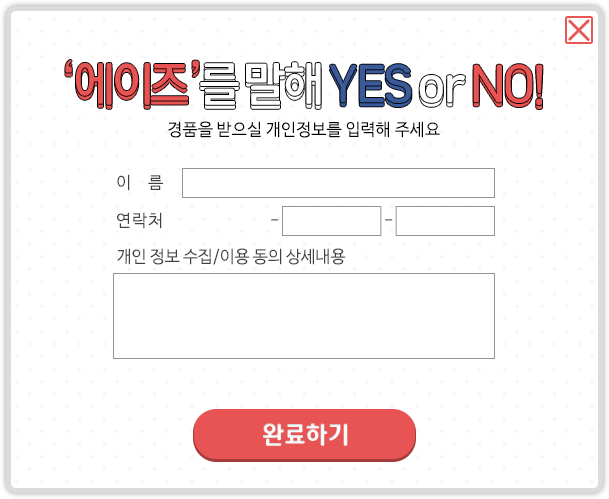 ‘에이즈’를 말해 YES or NO!
경품을 받으실 개인정보를 입력해 주세요
이 름
연락처 - -
개인 정보 수집/이용 동의 상세내용
완료하기